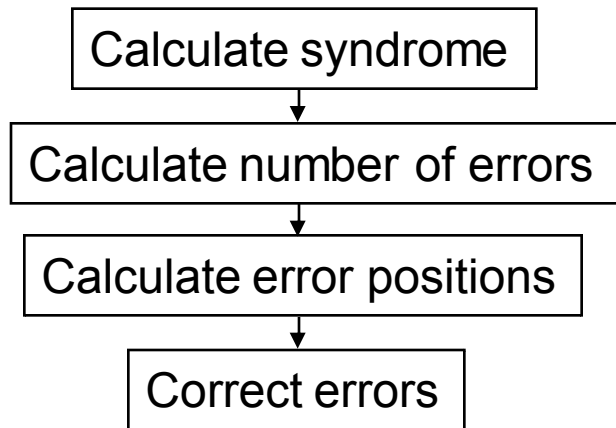 Calculate syndrome
Calculate number of errors
Calculate error positions
Correct errors